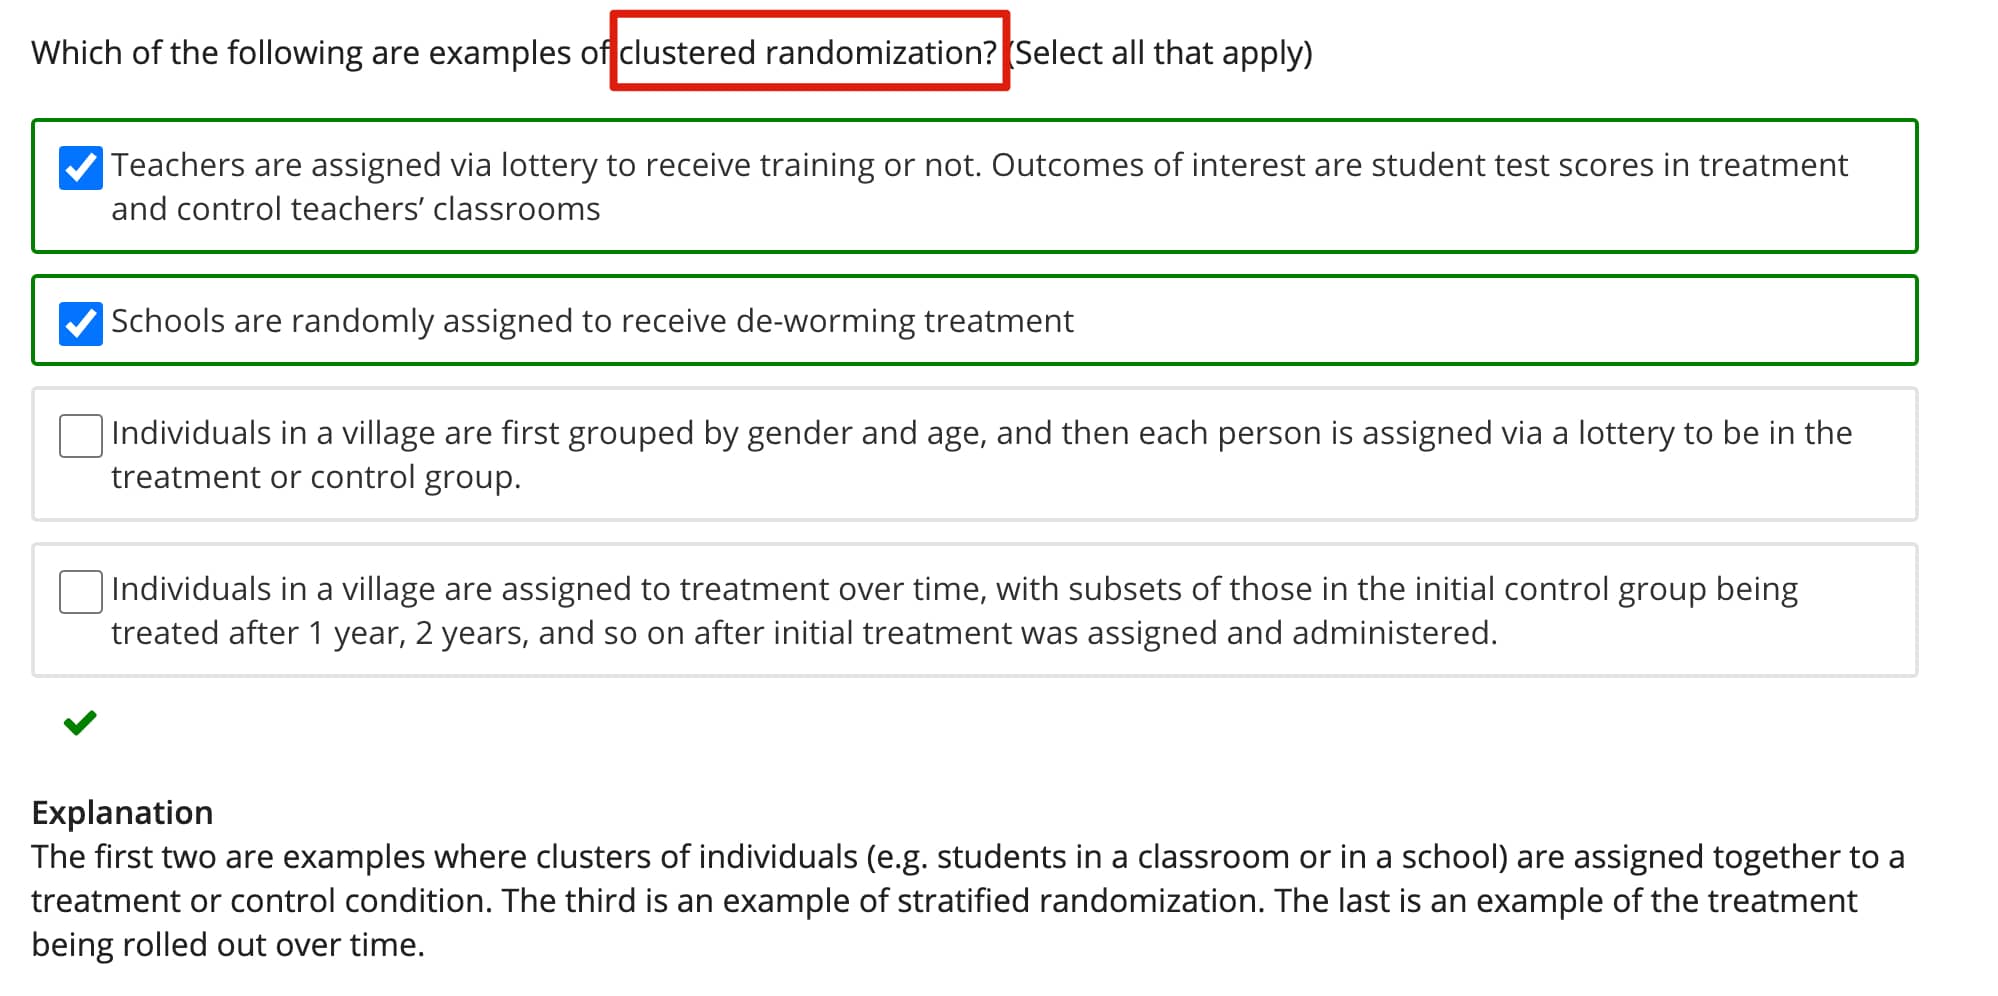 Which of the following are examples of clustered randomization? (Select all that apply)
Teachers are assigned via lottery to receive training or not. Outcomes of interest are student test scores in treatment
and control teachers’ classrooms
Schools are randomly assigned to receive de-worming treatment
Individuals in a village are first grouped by gender and age, and then each person is assigned via a lottery to be in the
treatment or control group.
Individuals in a village are assigned to treatment over time, with subsets of those in the initial control group being
treated after 1 year, 2 years, and so on after initial treatment was assigned and administered.
Explanation
The first two are examples where clusters of individuals (e.g. students in a classroom or in a school) are assigned together to a
treatment or control condition. The third is an example of stratified randomization. The last is an example of the treatment
being rolled out over time.